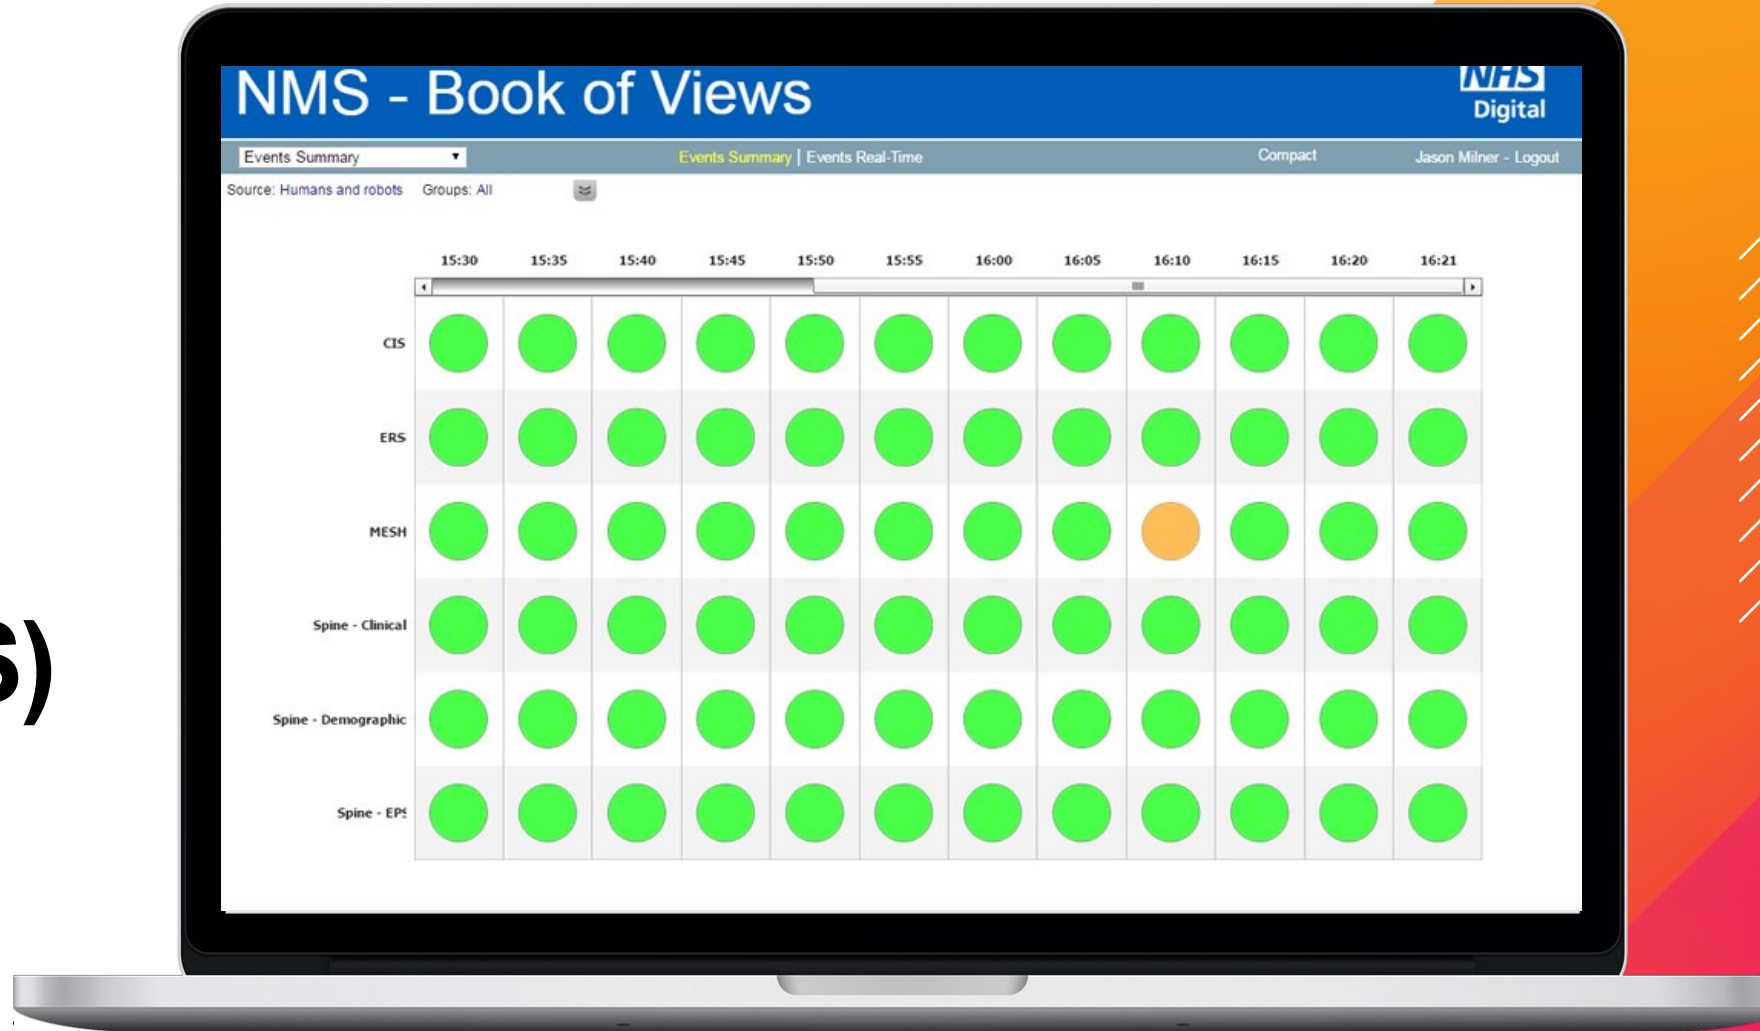 NMS - Book of Views
NHS
Digital
Events Summary
Events Summary | Events Real-Time
Compact
Jason Milner - Logout
Source: Humans and robots Groups: All
15:30 15:35 15:40 15:45 15:50 15:55 16:00 16:05 16:10 16:15 16:20 16:21
CIS
ERS
MESH
Spine - Clinical
Spine - Demographic
Spine - EPS
S)